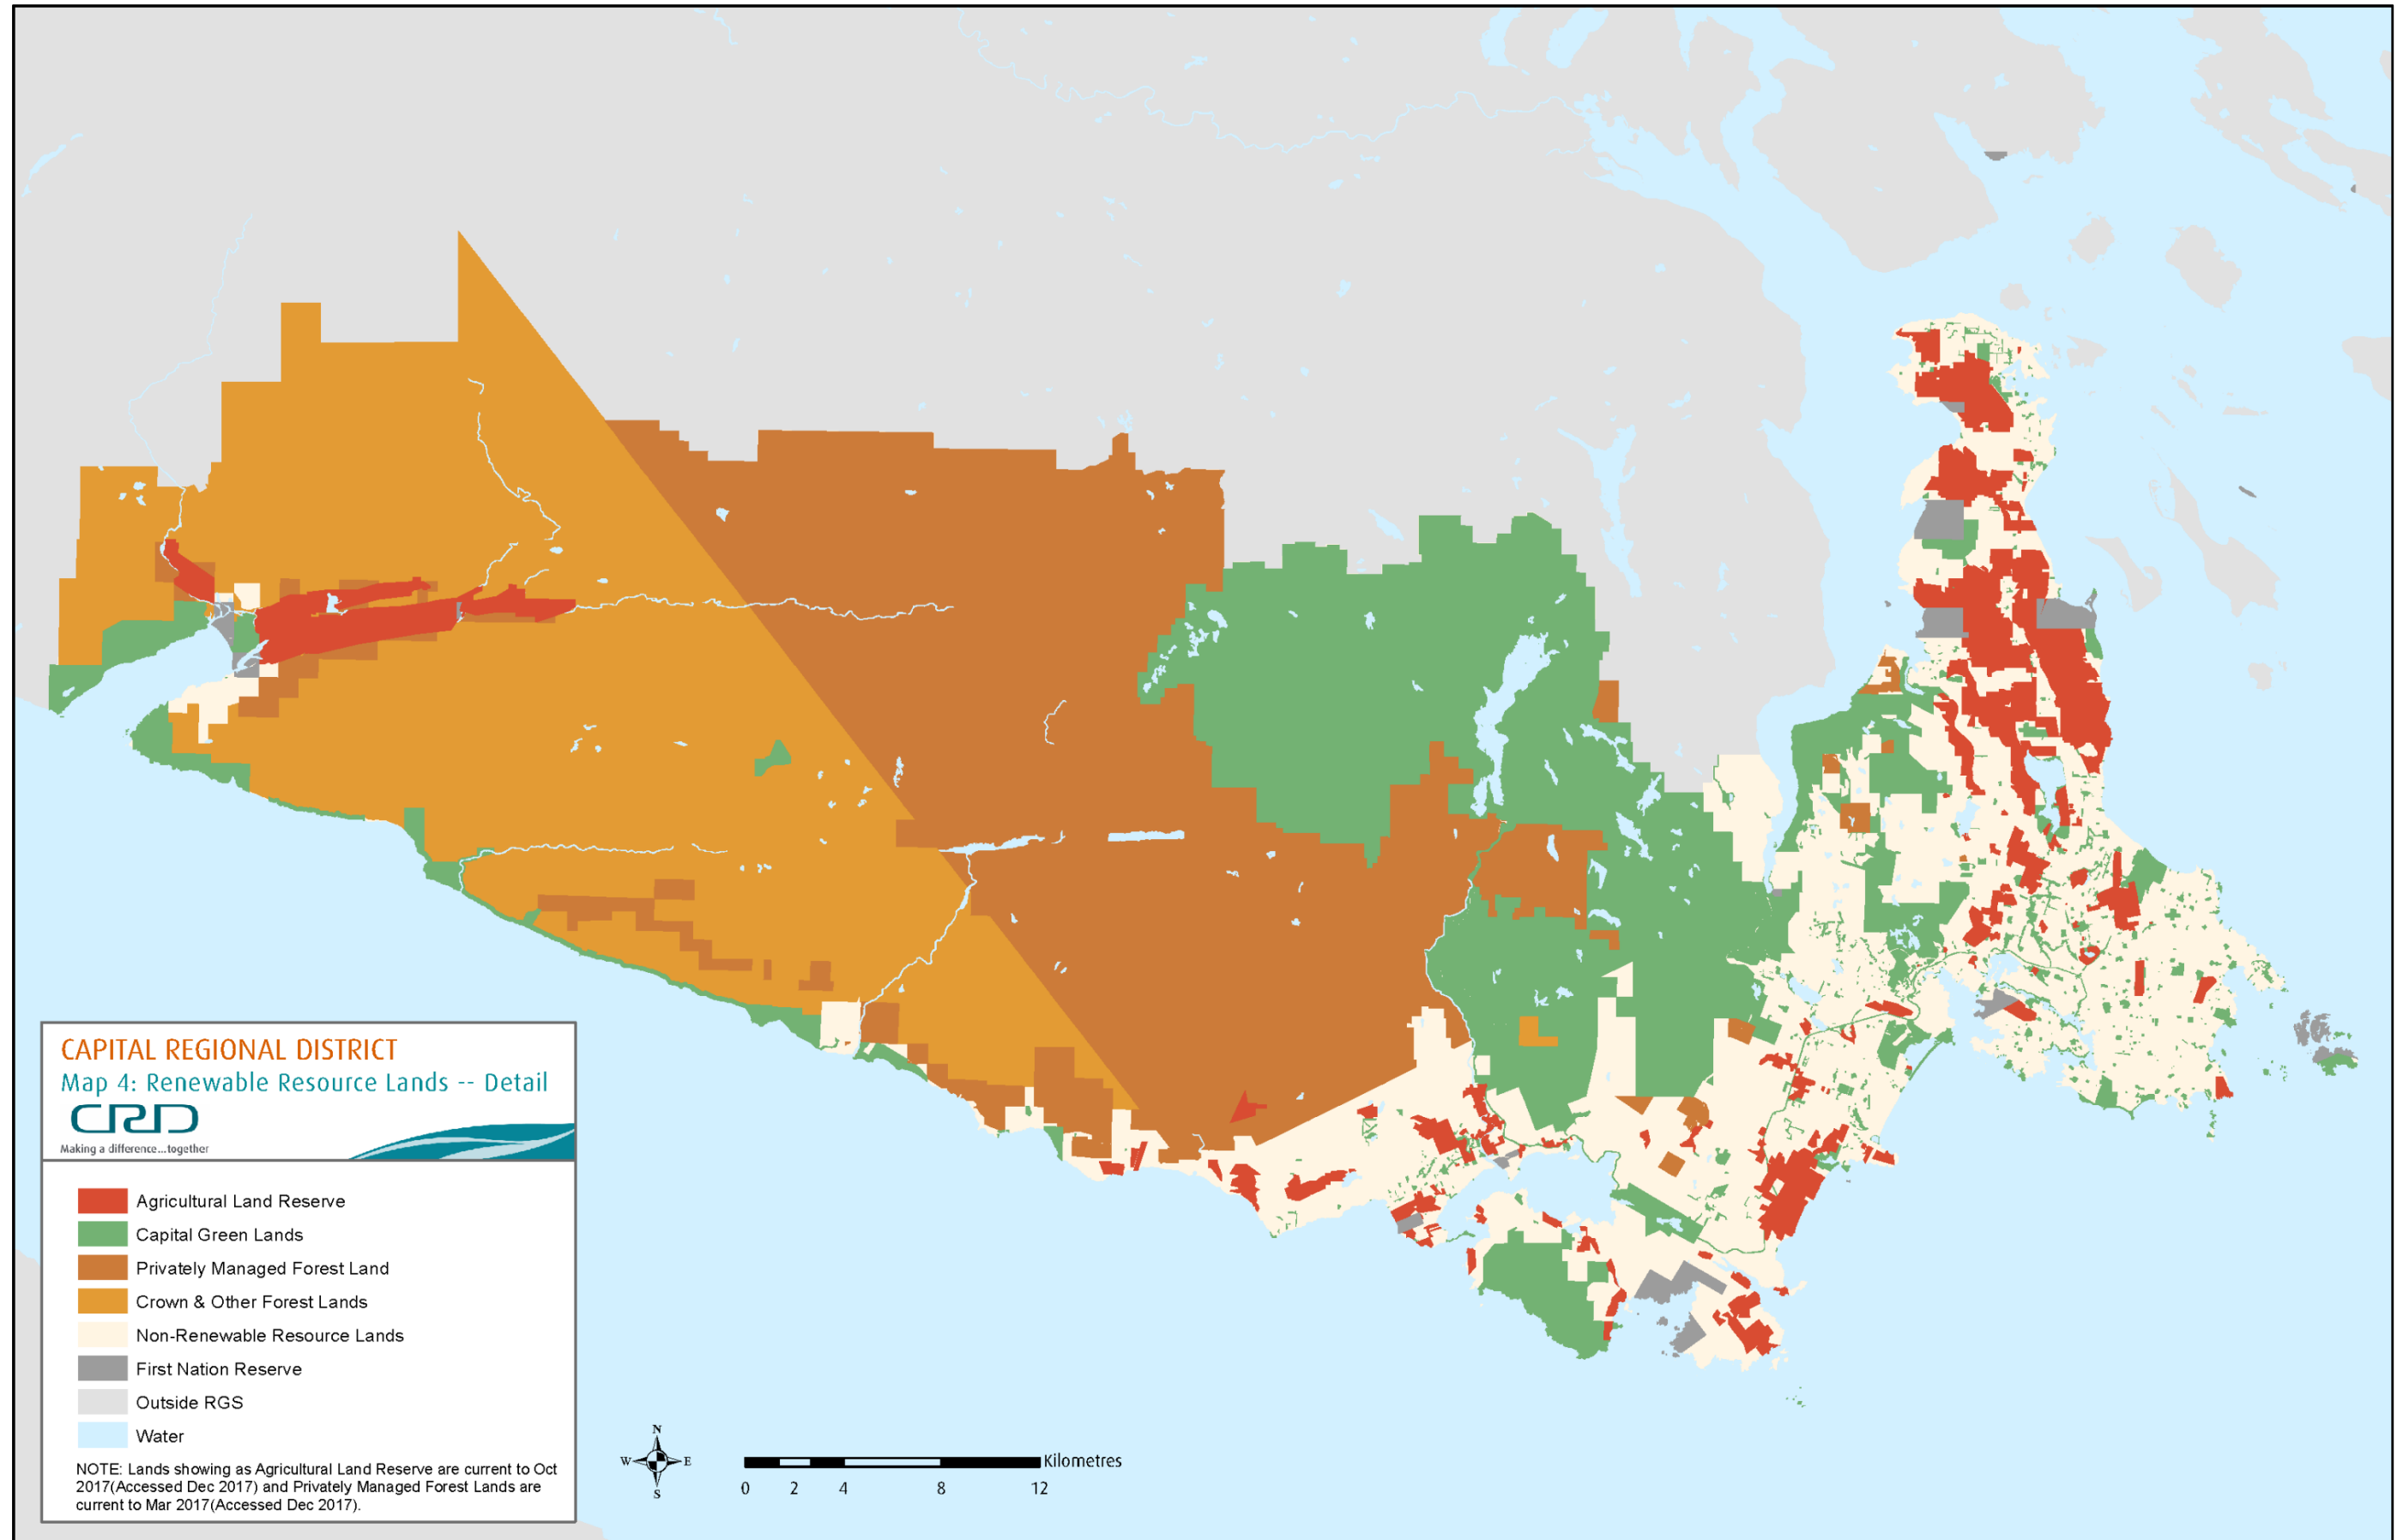 CAPITAL REGIONAL DISTRICT
Map 4: Renewable Resource Lands -- Detail
CRD
Making a difference...together
Agricultural Land Reserve
Capital Green Lands
Privately Managed Forest Land
Crown & Other Forest Lands
Non-Renewable Resource Lands
First Nation Reserve
Outside RGS
Water
NOTE: Lands showing as Agricultural Land Reserve are current to Oct
2017(Accessed Dec 2017) and Privately Managed Forest Lands are
current to Mar 2017(Accessed Dec 2017).
N
W E
S
Kilometres
0 2 4 8 12